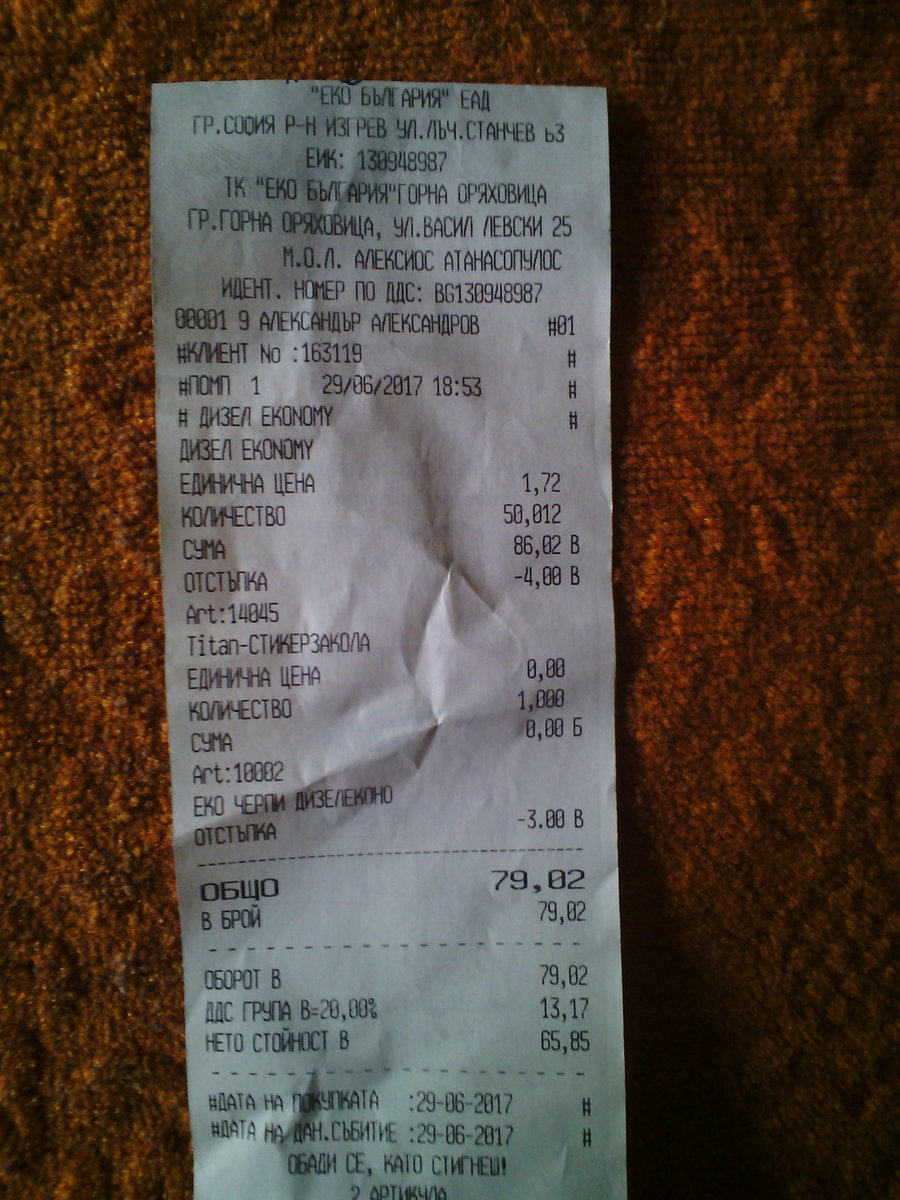 "ЕКО БЪЛГАРИЯ" ЕАД
ГР.СОФИЯ Р-Н ИЗГРЕВ УЛ.ЛЪЧ.СТАНЧЕВ ь3
ЕИК: 130948987
ТК "ЕКО БЪЛГАРИЯ"ГОРНА ОРЯХОВИЦА
ГР.ГОРНА ОРЯХОВИЦА, УЛ.ВАСИЛ ЛЕВСКИ 25
М.О.Л. АЛЕКСИОС АТАНАСОПУЛОС
ИДЕНТ. НОМЕР ПО ДДС: BG130948987
00001 9 АЛЕКСАНДЪР АЛЕКСАНДРОВ #01
#КЛИЕНТ No :163119 #
#ПОМП 1 29/06/2017 18:53 #
# ДИЗЕЛ EKONOMY #
ДИЗЕЛ EKONOMY
ЕДИНИЧНА ЦЕНА 1,72
КОЛИЧЕСТВО 50,012
СУМА 86,02 В
ОТСТЪПКА -4,00 В
Art:14045
Titan-СТИКЕРЗАКОЛА
ЕДИНИЧНА ЦЕНА 0,00
КОЛИЧЕСТВО 1,000
СУМА 0,00 Б
Art:10002
ЕКО ЧЕРПИ ДИЗЕЛЕКОНО
ОТСТЪПКА -3.00 В
ОБЩО 79,02
В БРОЙ 79,02
ОБОРОТ В 79,02
ДДС ГРУПА В=20,00% 13,17
НЕТО СТОЙНОСТ В 65,85
#ДАТА НА ПОКУПКАТА :29-06-2017 #
#ДАТА НА ДАН.СЪБИТИЕ :29-06-2017 #
ОБАДИ СЕ, КАТО СТИГНЕШ!
2 АРТИКУЛА